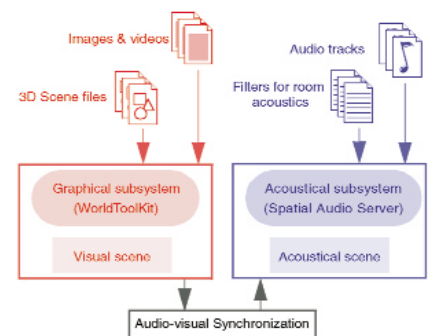 Images & videos
3D Scene files
Audio tracks
Filters for room
acoustics
Graphical subsystem
(WorldToolKit)
Visual scene
Acoustical subsystem
(Spatial Audio Server)
Acoustical scene
Audio-visual Synchronization